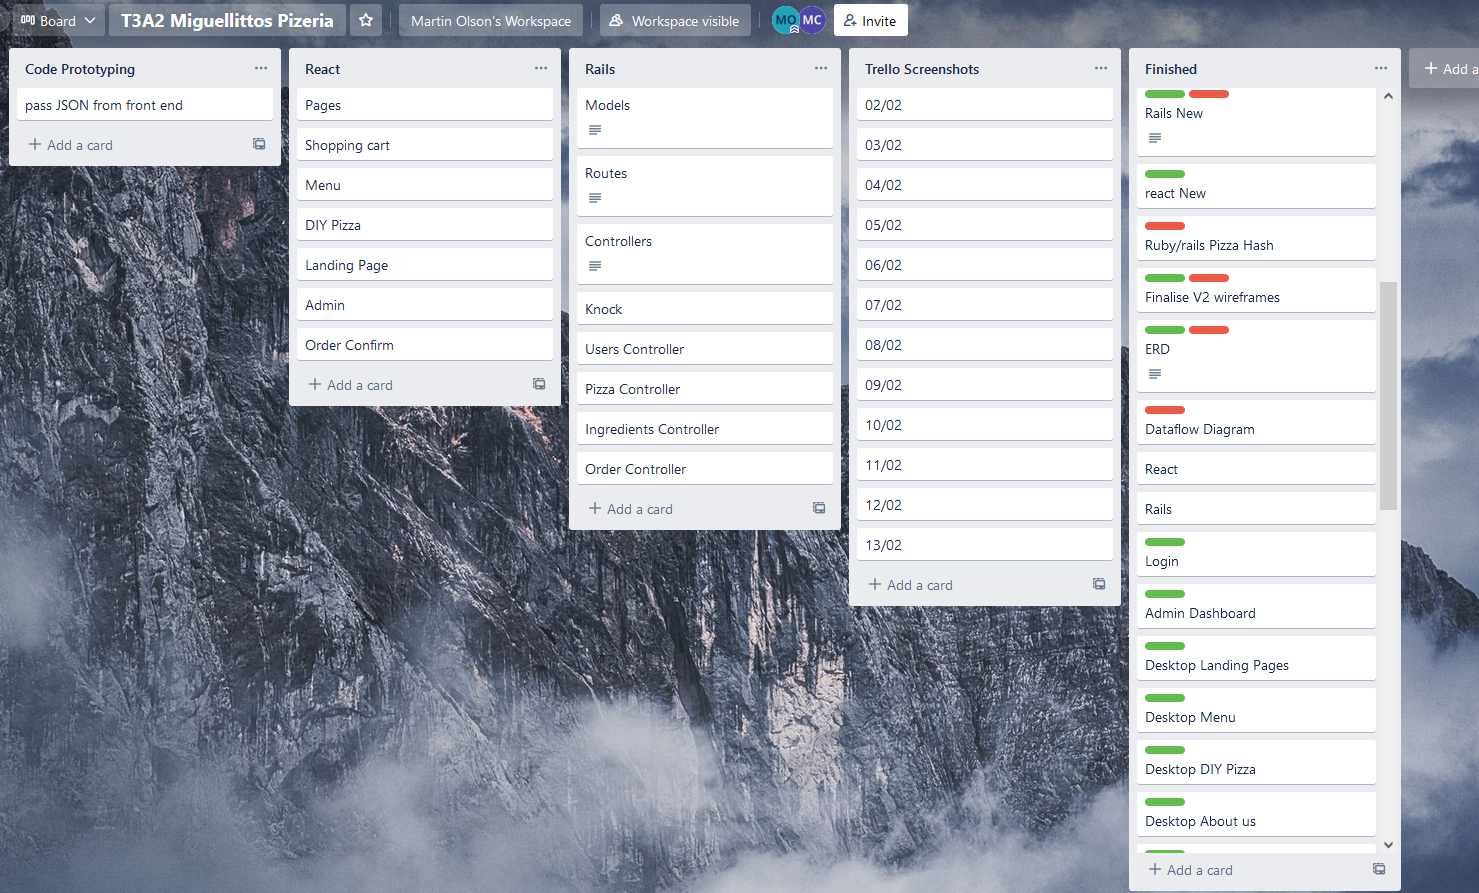 Board
T3A2 Miguellittos Pizeria
Martin Olson's Workspace
Workspace visible
MO
MC
Invite
Code Prototyping
pass JSON from front end
Add a card
React
Pages
Shopping cart
Menu
DIY Pizza
Landing Page
Admin
Order Confirm
Add a card
Rails
Models
Routes
Controllers
Knock
Users Controller
Pizza Controller
Ingredients Controller
Order Controller
Add a card
Trello Screenshots
02/02
03/02
04/02
05/02
06/02
07/02
08/02
09/02
10/02
11/02
12/02
13/02
Add a card
Finished
Rails New
react New
Ruby/rails Pizza Hash
Finalise V2 wireframes
ERD
Dataflow Diagram
React
Rails
Login
Admin Dashboard
Desktop Landing Pages
Desktop Menu
Desktop DIY Pizza
Desktop About us
Add a card
Add a